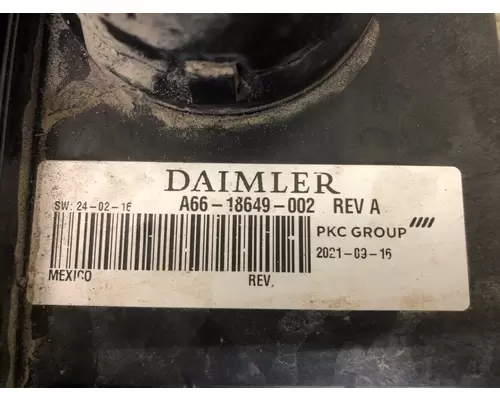 DAIMLER
SW: 24-02-16 A66-18649-002 REV A
PKC GROUP
2021-03-16
MEXICO REV.